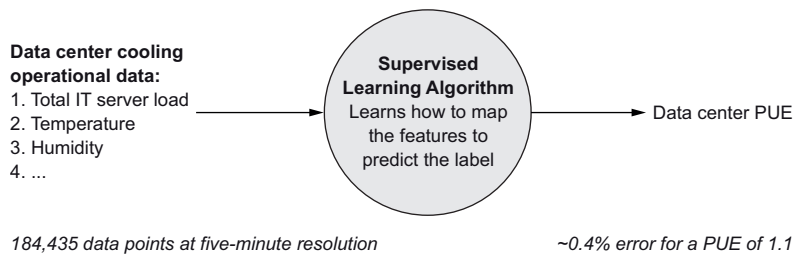 Data center cooling
operational data:
1. Total IT server load
2. Temperature
3. Humidity
4. ...
Supervised
Learning Algorithm
Learns how to map
the features to
predict the label
Data center PUE
184,435 data points at five-minute resolution
~0.4% error for a PUE of 1.1